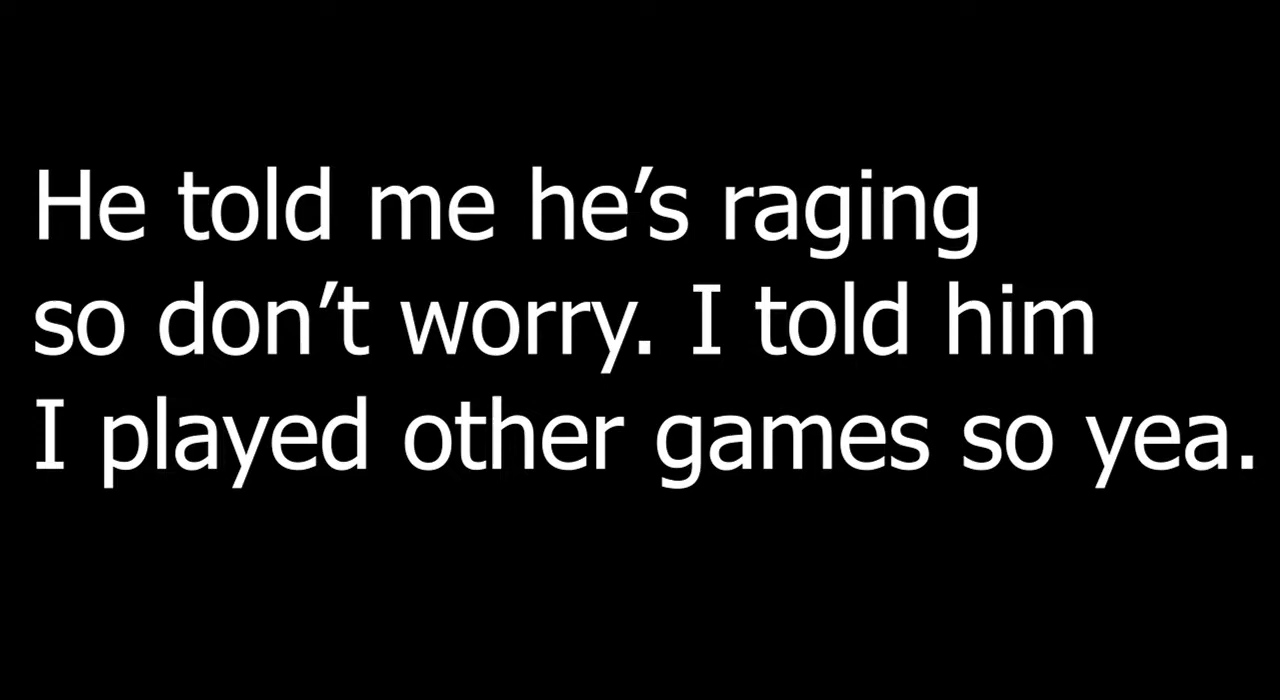 He told me he’s raging
so don’t worry. I told him
I played other games so yea.